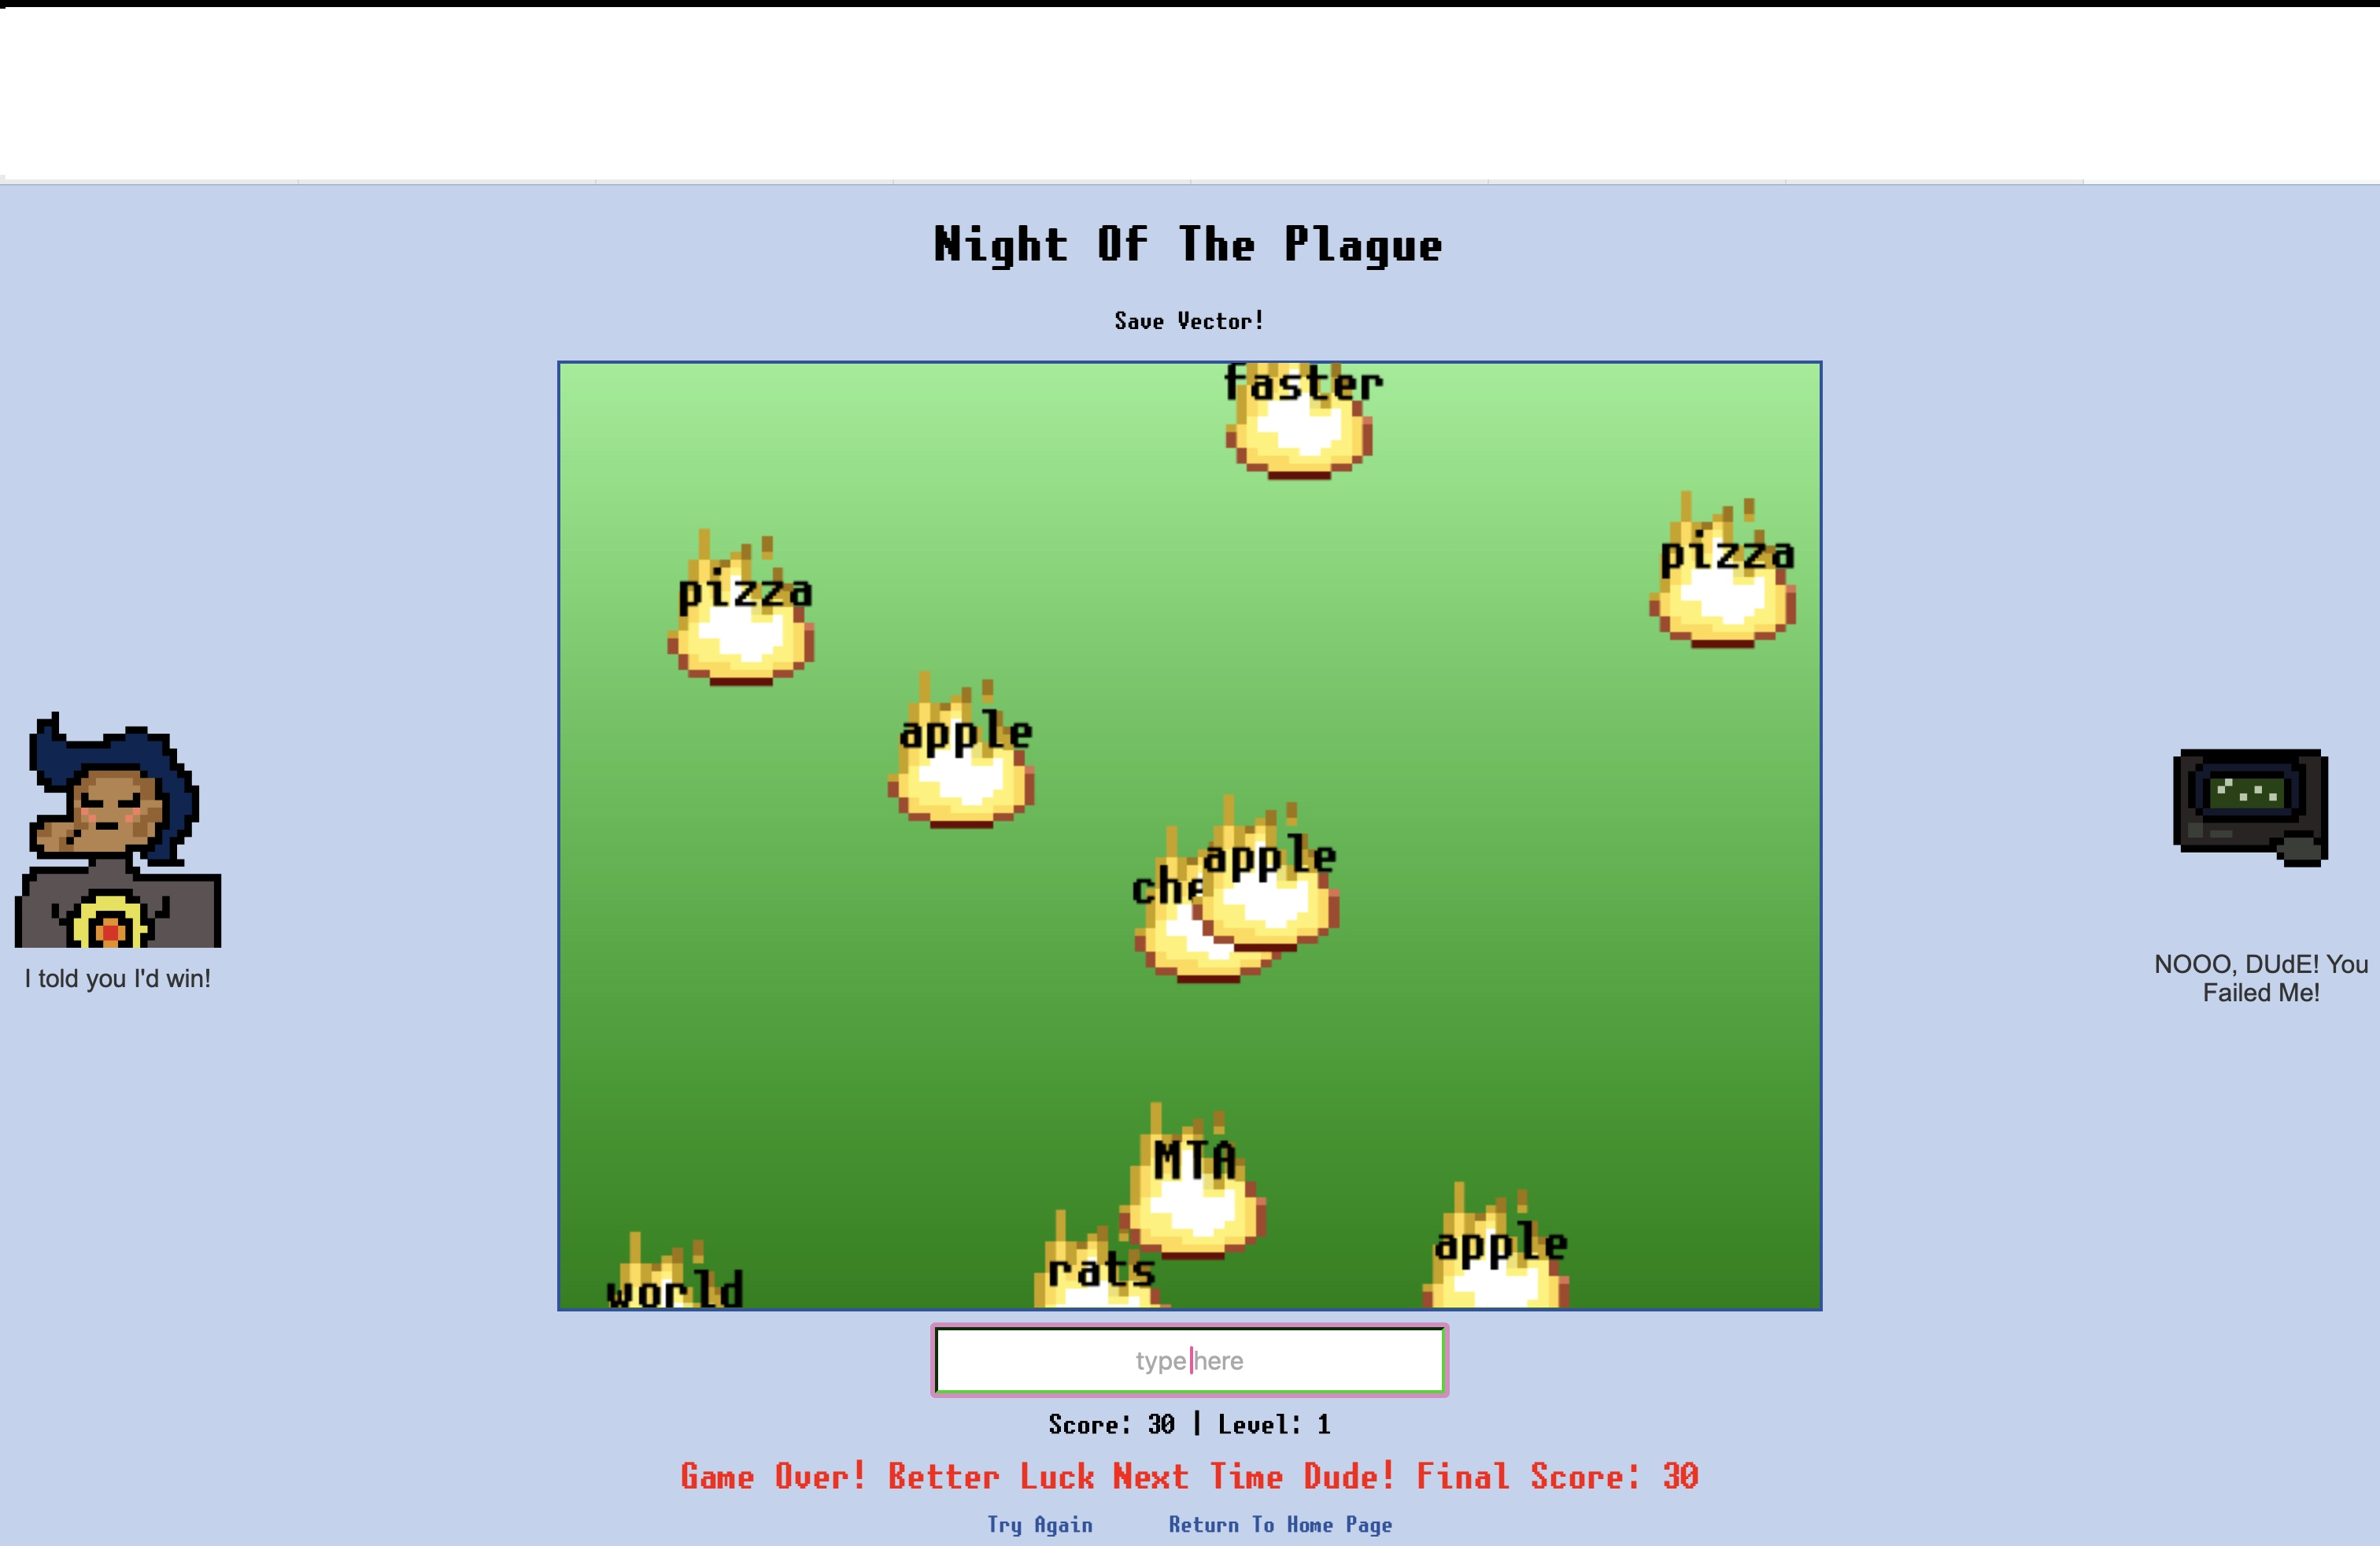 Night Of The Plague
Save Vector!
faster
pizza
pizza
apple
apple
MTA
apple
rats
world
I told you I'd win!
NOOO, DUdE! You
Failed Me!
type here
Score: 30 | Level: 1
Game Over! Better Luck Next Time Dude! Final Score: 30
Try Again Return To Home Page